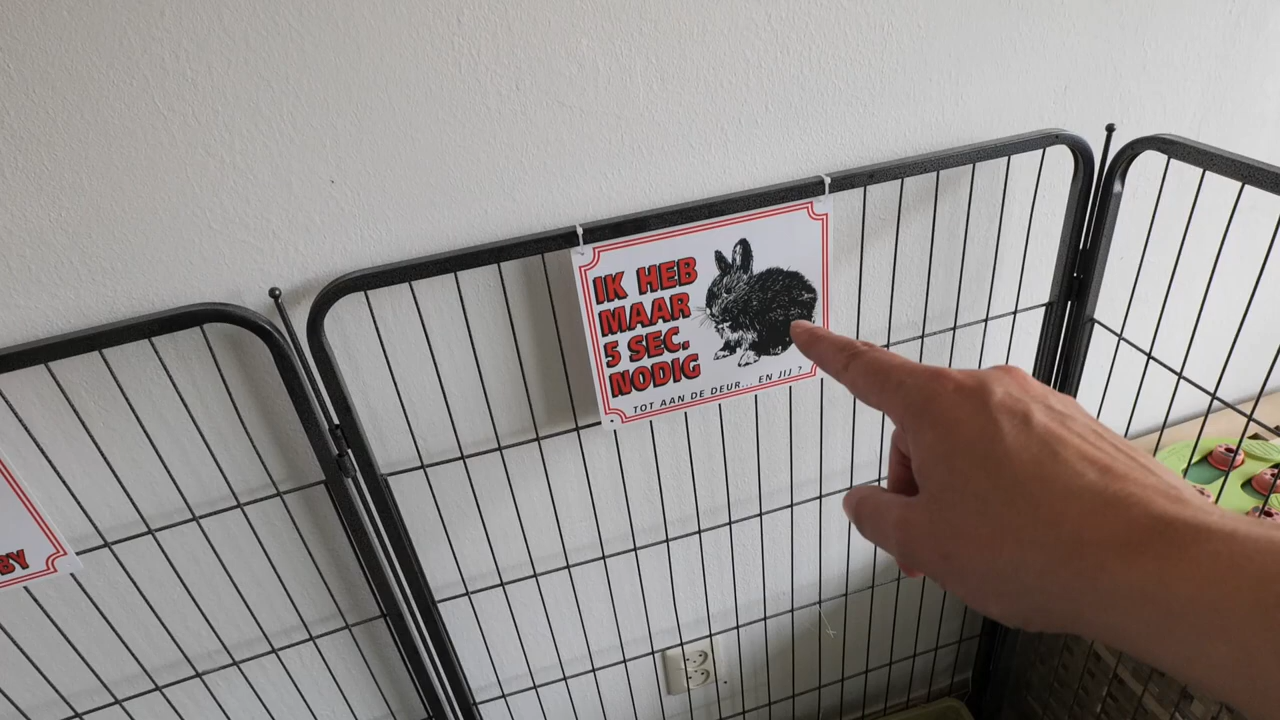 IK HEB
MAAR
5 SEC.
NODIG
TOT AAN DE DEUR... EN JIJ ?
BY